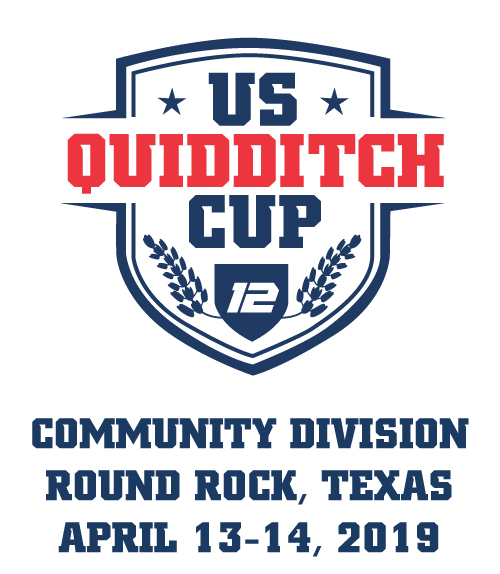 US
QUIDDITCH
CUP
12
COMMUNITY DIVISION
ROUND ROCK, TEXAS
APRIL 13-14, 2019